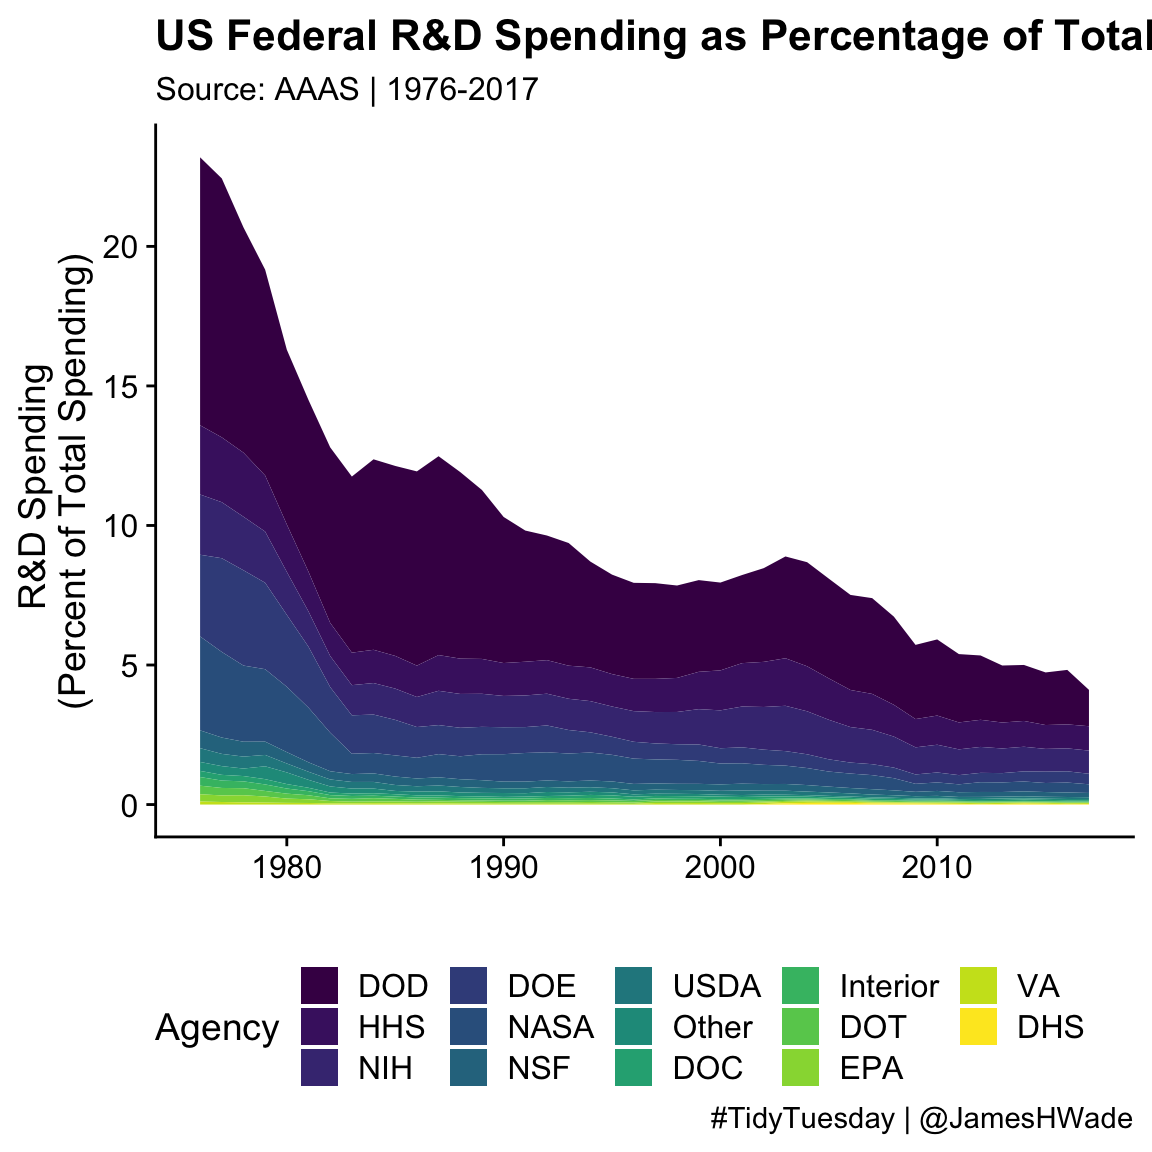 US Federal R&D Spending as Percentage of Total
Source: AAAS | 1976-2017
R&D Spending
(Percent of Total Spending)
20
15
10
5
0
1980 1990 2000 2010
Agency
DOD DOE USDA Interior VA
HHS NASA Other DOT DHS
NIH NSF DOC EPA
#TidyTuesday | @JamesHWade